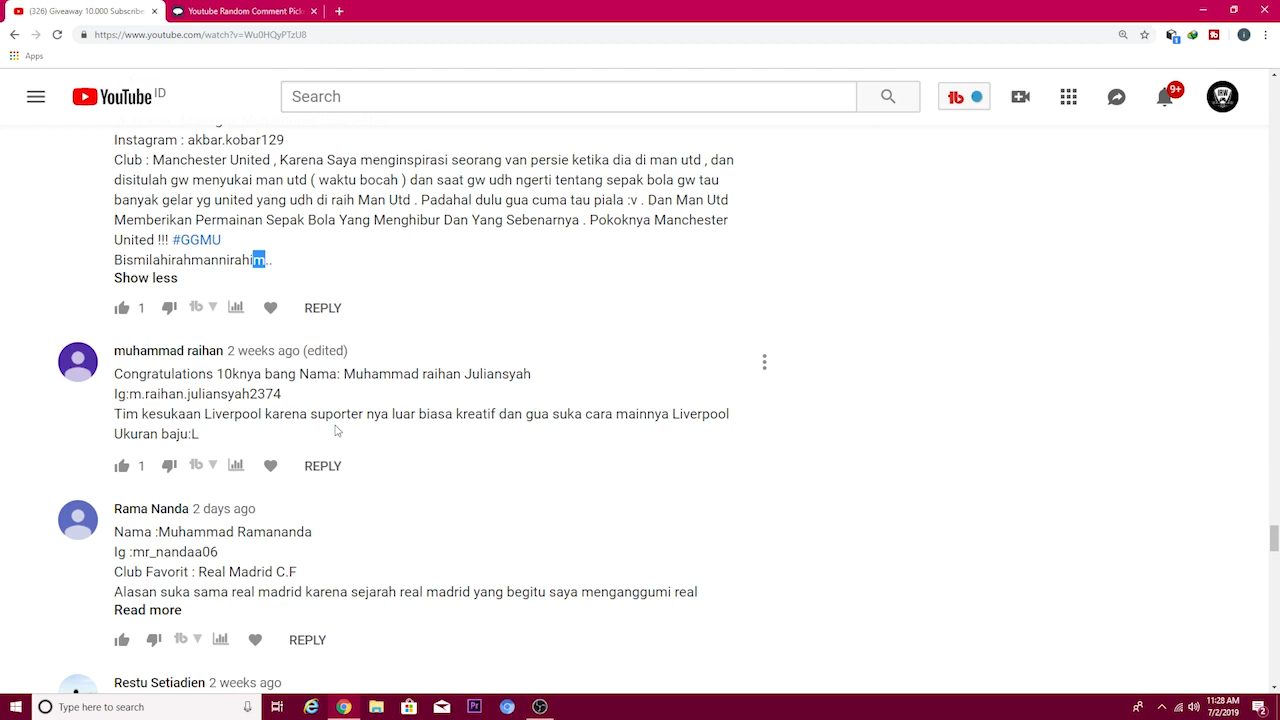 (326) Giveaway 10.000 Subscribe
Youtube Random Comment Pick
https://www.youtube.com/watch?v=Wu0HQyPTzU8
Apps
YouTube ID
Search
9+
Instagram : akbar.kobar129
Club : Manchester United , Karena Saya menginspirasi seorang van persie ketika dia di man utd , dan
disitulah gw menyukai man utd ( waktu bocah ) dan saat gw udh ngerti tentang sepak bola gw tau
banyak gelar yg united yang udh di raih Man Utd . Padahal dulu gua cuma tau piala :v . Dan Man Utd
Memberikan Permainan Sepak Bola Yang Menghibur Dan Yang Sebenarnya . Pokoknya Manchester
United !!! #GGMU
Bismilahirahmannirahim..
Show less
1
REPLY
muhammad raihan 2 weeks ago (edited)
Congratulations 10knya bang Nama: Muhammad raihan Juliansyah
Ig:m.raihan.juliansyah2374
Tim kesukaan Liverpool karena suporter nya luar biasa kreatif dan gua suka cara mainnya Liverpool
Ukuran baju:L
1
REPLY
Rama Nanda 2 days ago
Nama :Muhammad Ramananda
Ig :mr_nandaa06
Club Favorit : Real Madrid C.F
Alasan suka sama real madrid karena sejarah real madrid yang begitu saya menganggumi real
Read more
REPLY
Restu Setiadien 2 weeks ago
Type here to search
11:28 AM
7/2/2019
2